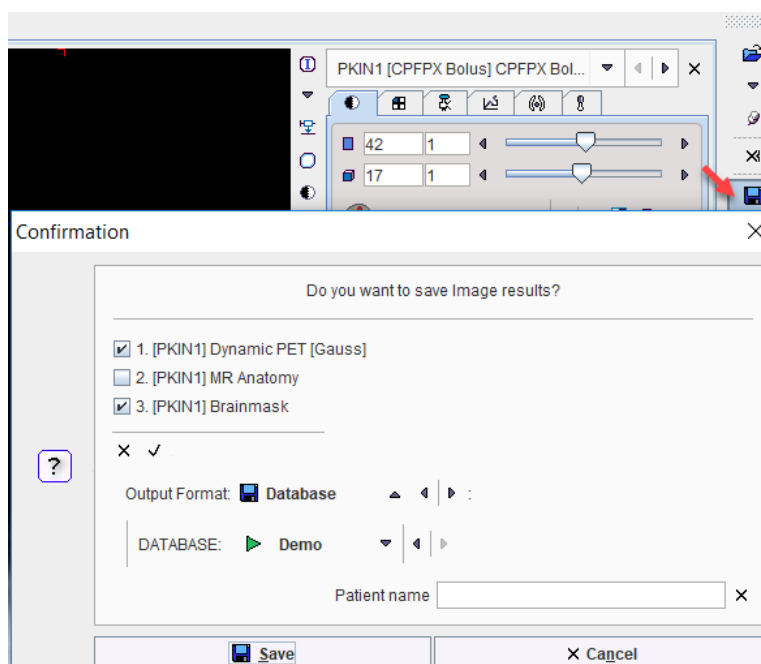 PKIN1 [CPFPX Bolus] CPFPX Bol...
42 1
17 1
Confirmation
Do you want to save Image results?
1. [PKIN1] Dynamic PET [Gauss]
2. [PKIN1] MR Anatomy
3. [PKIN1] Brainmask
?
Output Format: Database :
DATABASE: Demo
Patient name
Save Cancel